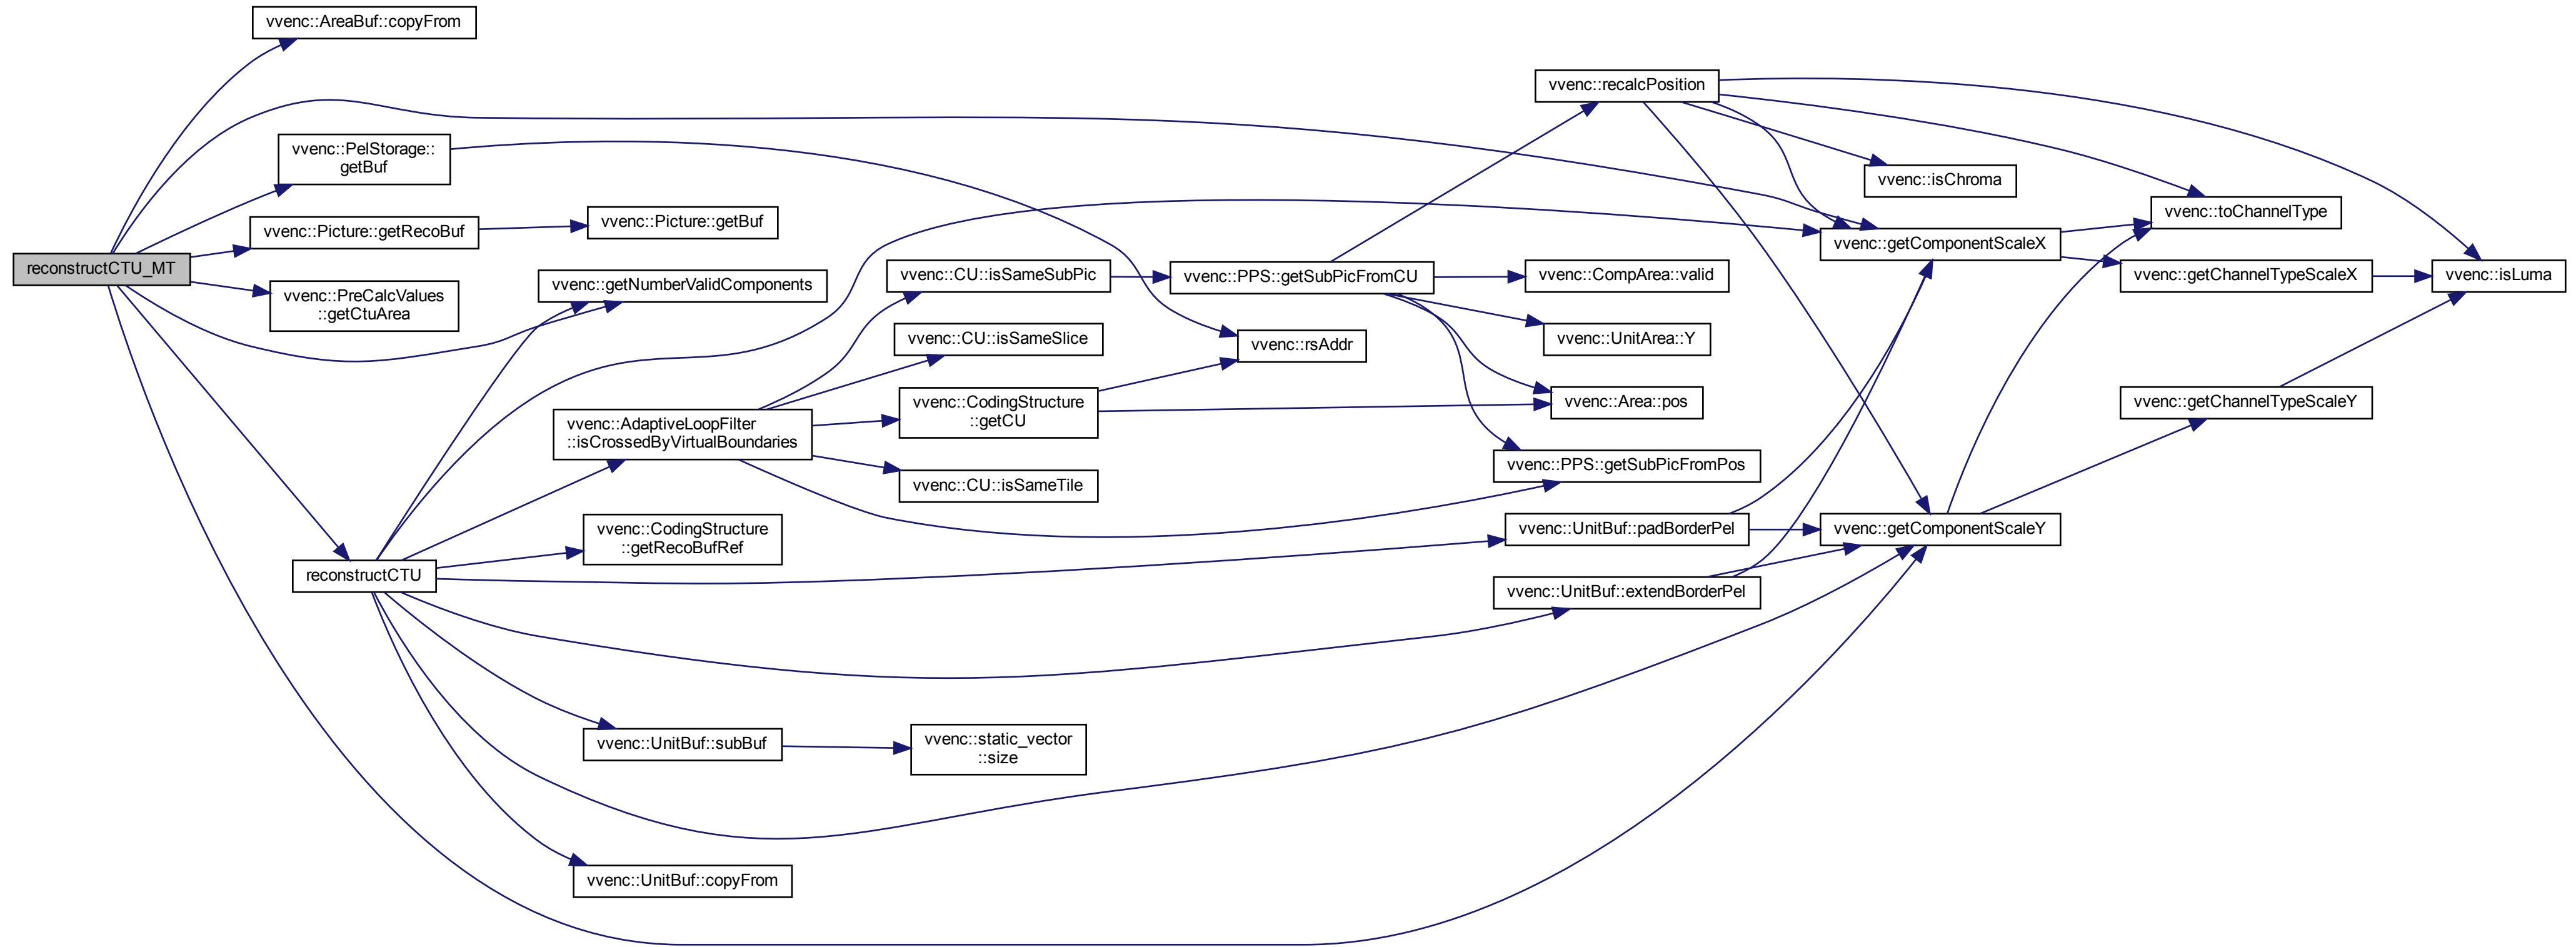 vvenc::AreaBuf::copyFrom
vvenc::recalcPosition
vvenc::PelStorage::
getBuf
vvenc::isChroma
vvenc::toChannelType
vvenc::Picture::getRecoBuf
vvenc::Picture::getBuf
vvenc::getComponentScaleX
reconstructCTU_MT
vvenc::getNumberValidComponents
vvenc::CU::isSameSubPic
vvenc::PPS::getSubPicFromCU
vvenc::CompArea::valid
vvenc::getChannelTypeScaleX
vvenc::isLuma
vvenc::PreCalcValues
::getCtuArea
vvenc::CU::isSameSlice
vvenc::rsAddr
vvenc::UnitArea::Y
vvenc::CodingStructure
::getCU
vvenc::Area::pos
vvenc::getChannelTypeScaleY
vvenc::AdaptiveLoopFilter
::isCrossedByVirtualBoundaries
vvenc::PPS::getSubPicFromPos
vvenc::CU::isSameTile
vvenc::CodingStructure
::getRecoBufRef
vvenc::UnitBuf::padBorderPel
vvenc::getComponentScaleY
reconstructCTU
vvenc::UnitBuf::extendBorderPel
vvenc::UnitBuf::subBuf
vvenc::static_vector
::size
vvenc::UnitBuf::copyFrom